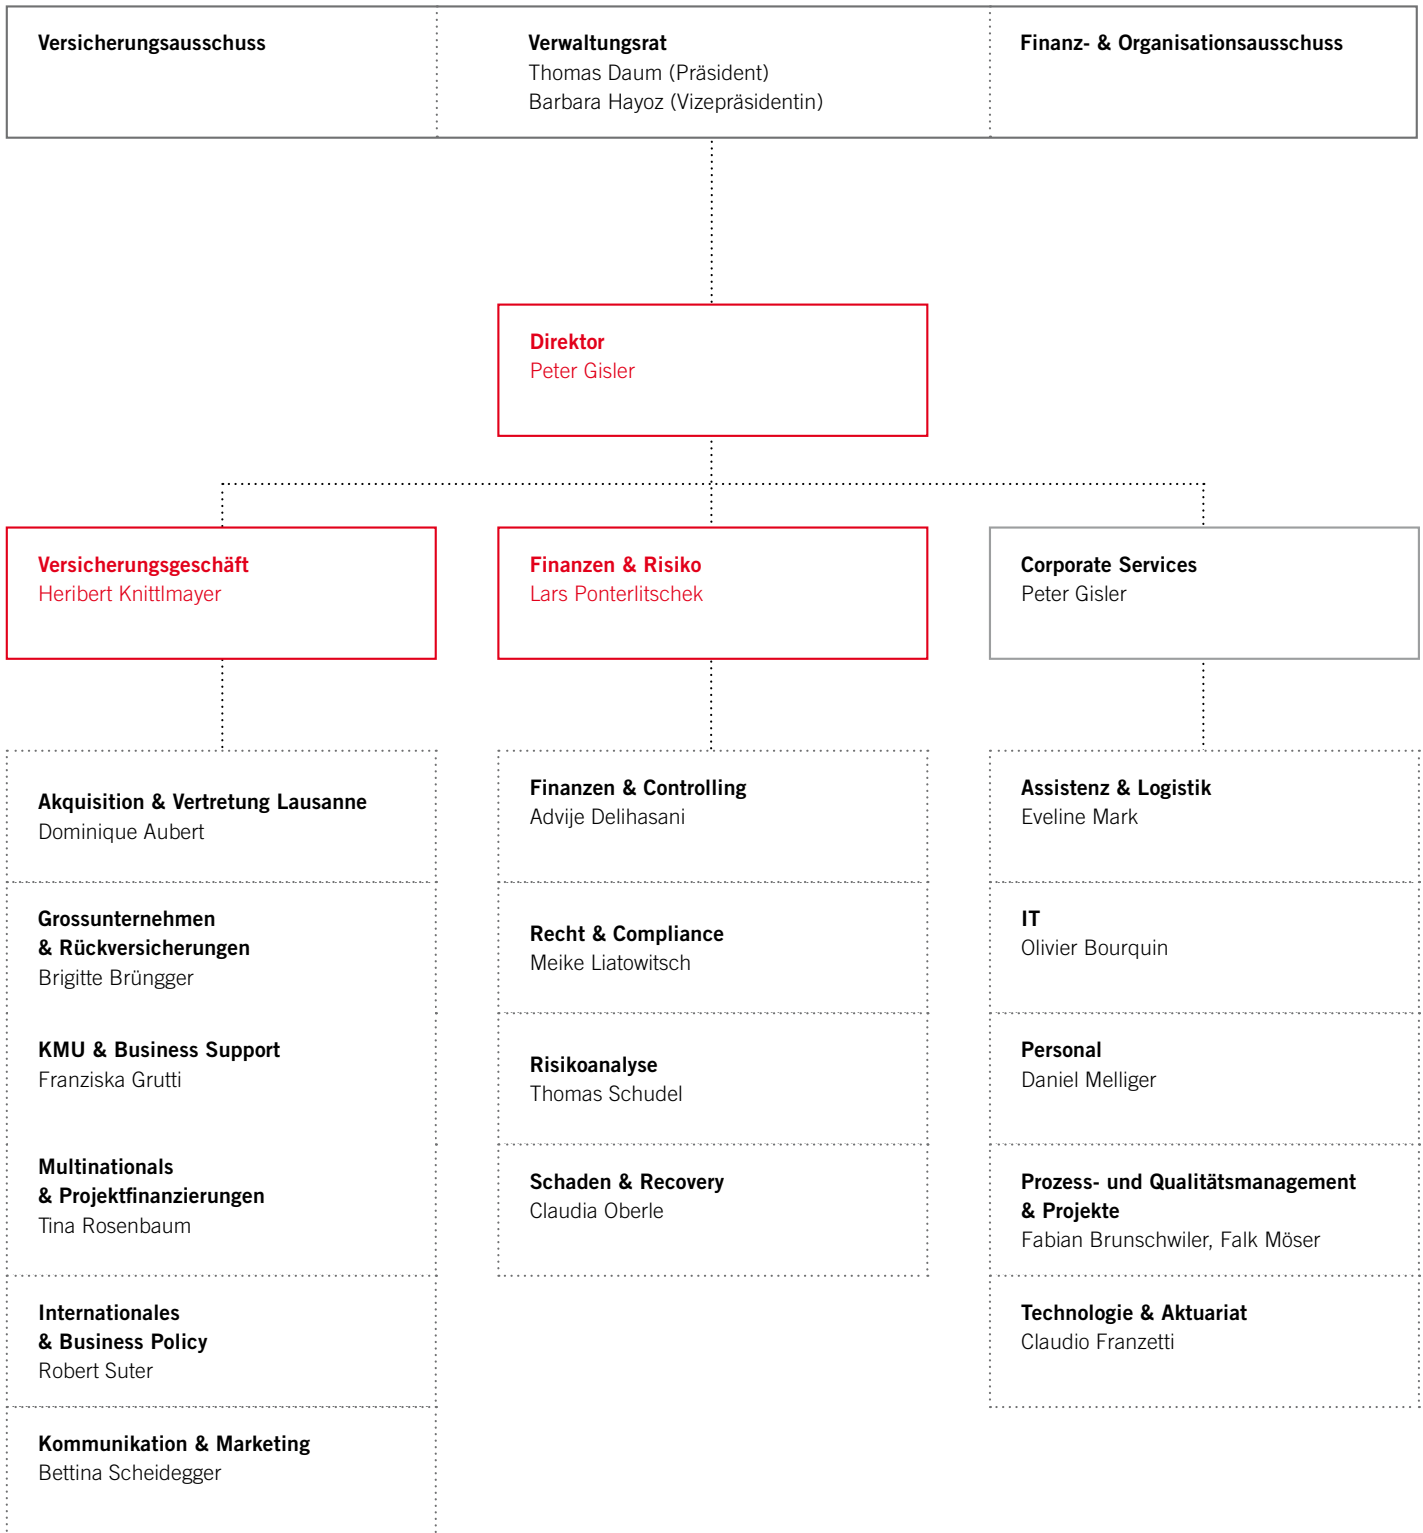 Versicherungsausschuss
Verwaltungsrat
Thomas Daum (Präsident)
Barbara Hayoz (Vizepräsidentin)
Finanz- & Organisationsausschuss
Direktor
Peter Gisler
Versicherungsgeschäft
Heribert Knittlmayer
Finanzen & Risiko
Lars Ponterlitschek
Corporate Services
Peter Gisler
Akquisition & Vertretung Lausanne
Dominique Aubert
Grossunternehmen
& Rückversicherungen
Brigitte Brüngger
KMU & Business Support
Franziska Grutti
Multinationals
& Projektfinanzierungen
Tina Rosenbaum
Internationales
& Business Policy
Robert Suter
Kommunikation & Marketing
Bettina Scheidegger
Finanzen & Controlling
Advije Delihasani
Recht & Compliance
Meike Liatowitsch
Risikoanalyse
Thomas Schudel
Schaden & Recovery
Claudia Oberle
Assistenz & Logistik
Eveline Mark
IT
Olivier Bourquin
Personal
Daniel Melliger
Prozess- und Qualitätsmanagement
& Projekte
Fabian Brunschwiler, Falk Möser
Technologie & Aktuariat
Claudio Franzetti